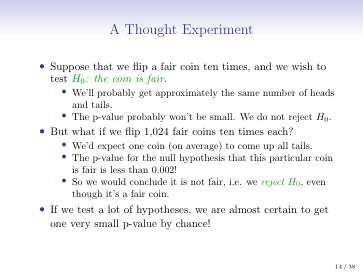 A Thought Experiment
• Suppose that we flip a fair coin ten times, and we wish to
test H₀: the coin is fair.
• We'll probably get approximately the same number of heads
and tails.
• The p-value probably won't be small. We do not reject H₀.
• But what if we flip 1,024 fair coins ten times each?
• We'd expect one coin (on average) to come up all tails.
• The p-value for the null hypothesis that this particular coin
is fair is less than 0.002!
• So we would conclude it is not fair, i.e. we reject H₀, even
though it's a fair coin.
• If we test a lot of hypotheses, we are almost certain to get
one very small p-value by chance!
14 / 38